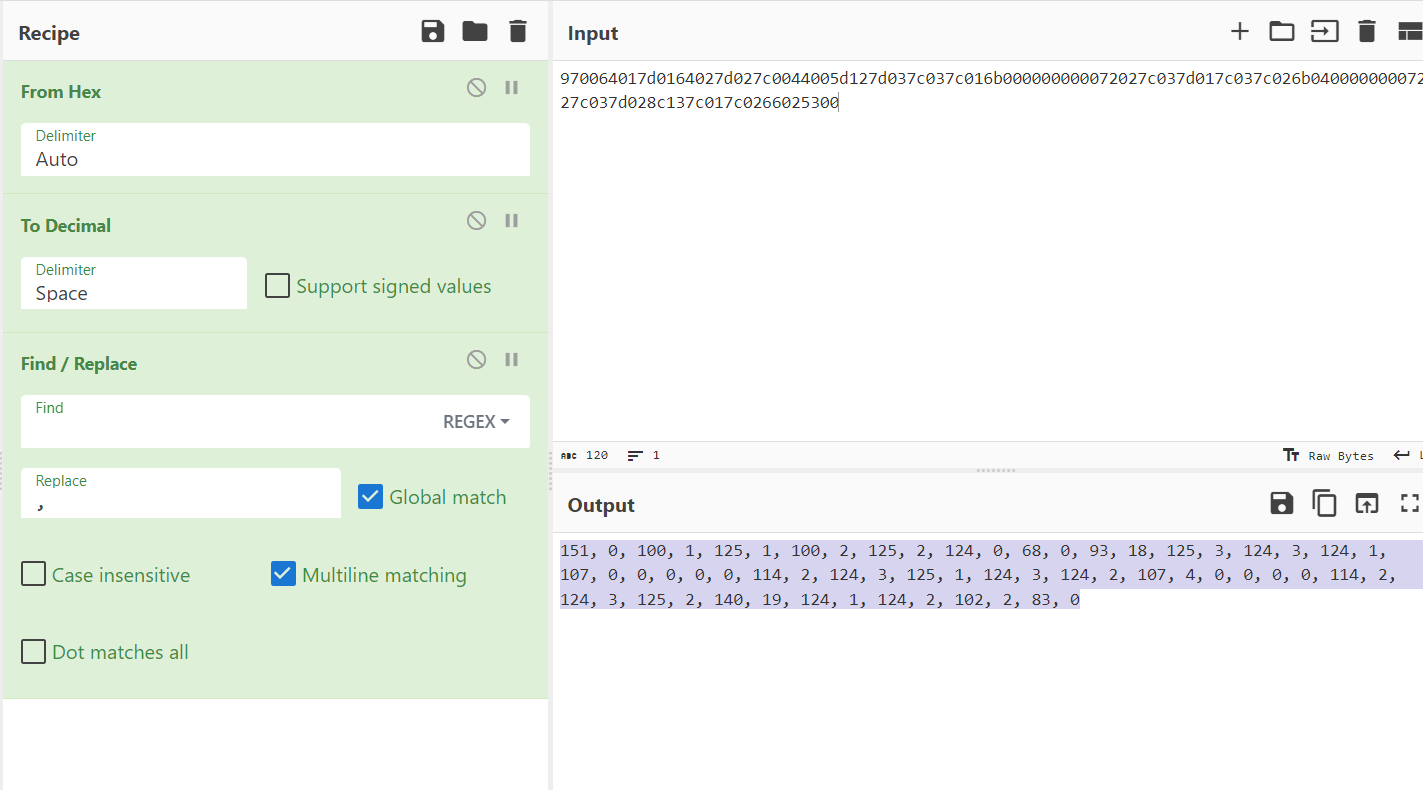 Recipe
From Hex
Delimiter
Auto
To Decimal
Delimiter
Space
Support signed values
Find / Replace
Find
REGEX
Replace
,
Global match
Case insensitive
Multiline matching
Dot matches all
Input
970064017d0164027d027c0044005d127d037c037c016b000000000072027c037d017c037c026b040000000072
27c037d028c137c017c0266025300
ABC 120
1
Tт Raw Bytes
L
Output
151, 0, 100, 1, 125, 1, 100, 2, 125, 2, 124, 0, 68, 0, 93, 18, 125, 3, 124, 3, 124, 1,
107, 0, 0, 0, 0, 0, 114, 2, 124, 3, 125, 1, 124, 3, 124, 2, 107, 4, 0, 0, 0, 0, 114, 2,
124, 3, 125, 2, 140, 19, 124, 1, 124, 2, 102, 2, 83, 0